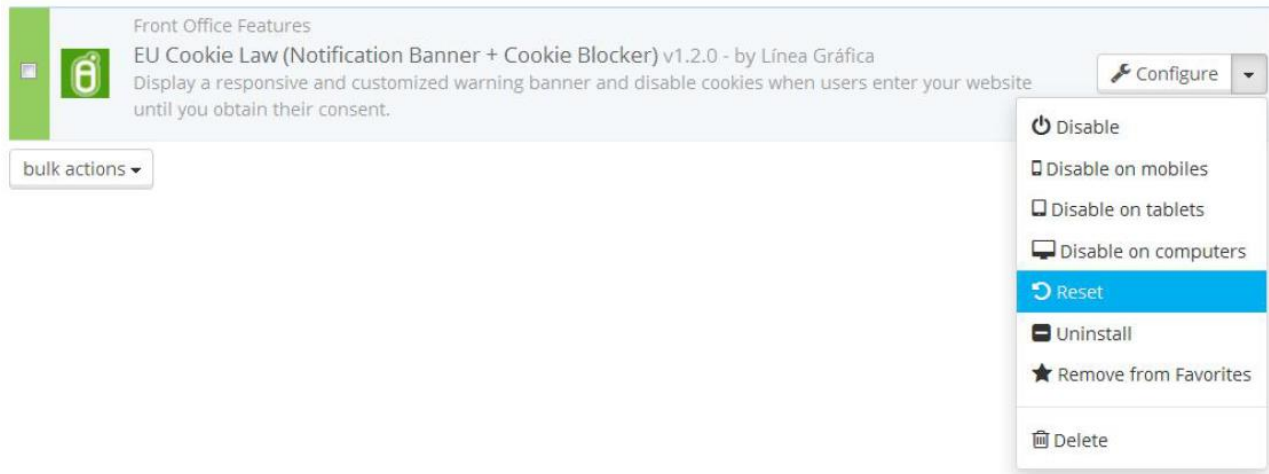 Front Office Features
EU Cookie Law (Notification Banner + Cookie Blocker) v1.2.0 - by Línea Gráfica
Display a responsive and customized warning banner and disable cookies when users enter your website
until you obtain their consent.
Configure
Disable
bulk actions
Disable on mobiles
Disable on tablets
Disable on computers
Reset
Uninstall
Remove from Favorites
Delete